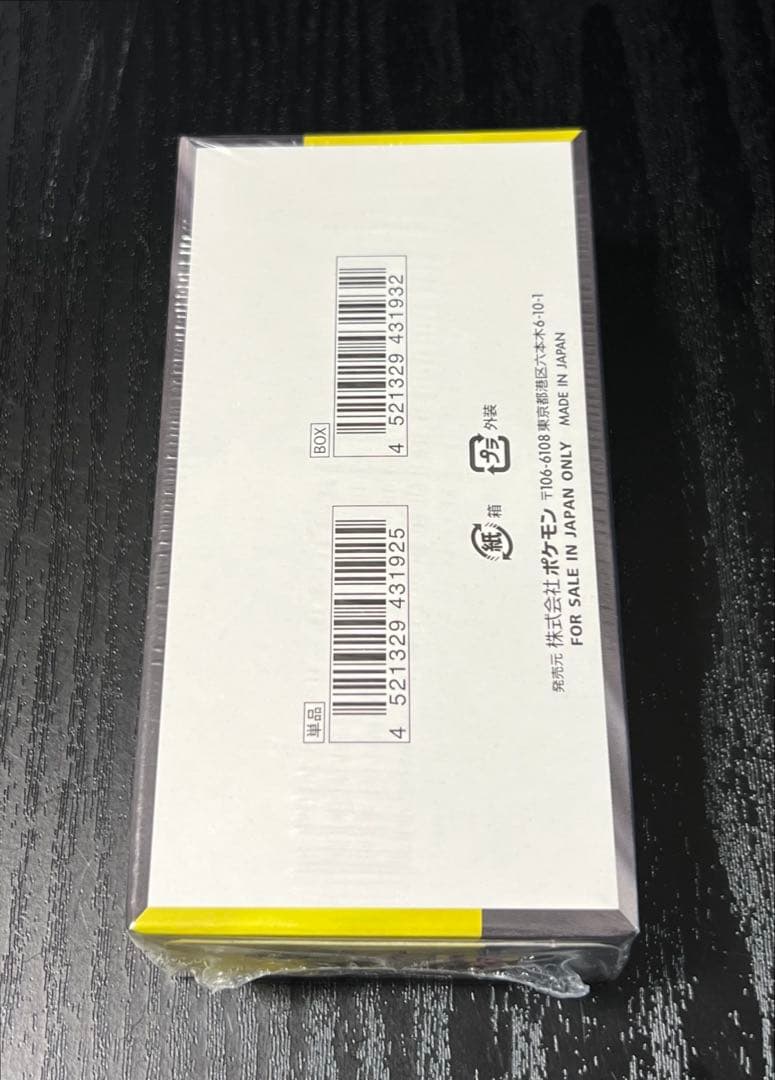 単品
4 521329 431925
BOX
4 521329 431932
紙 箱
プラ 外装
発売元 株式会社 ポケモン 〒106-6108 東京都港区六本木6-10-1
FOR SALE IN JAPAN ONLY MADE IN JAPAN